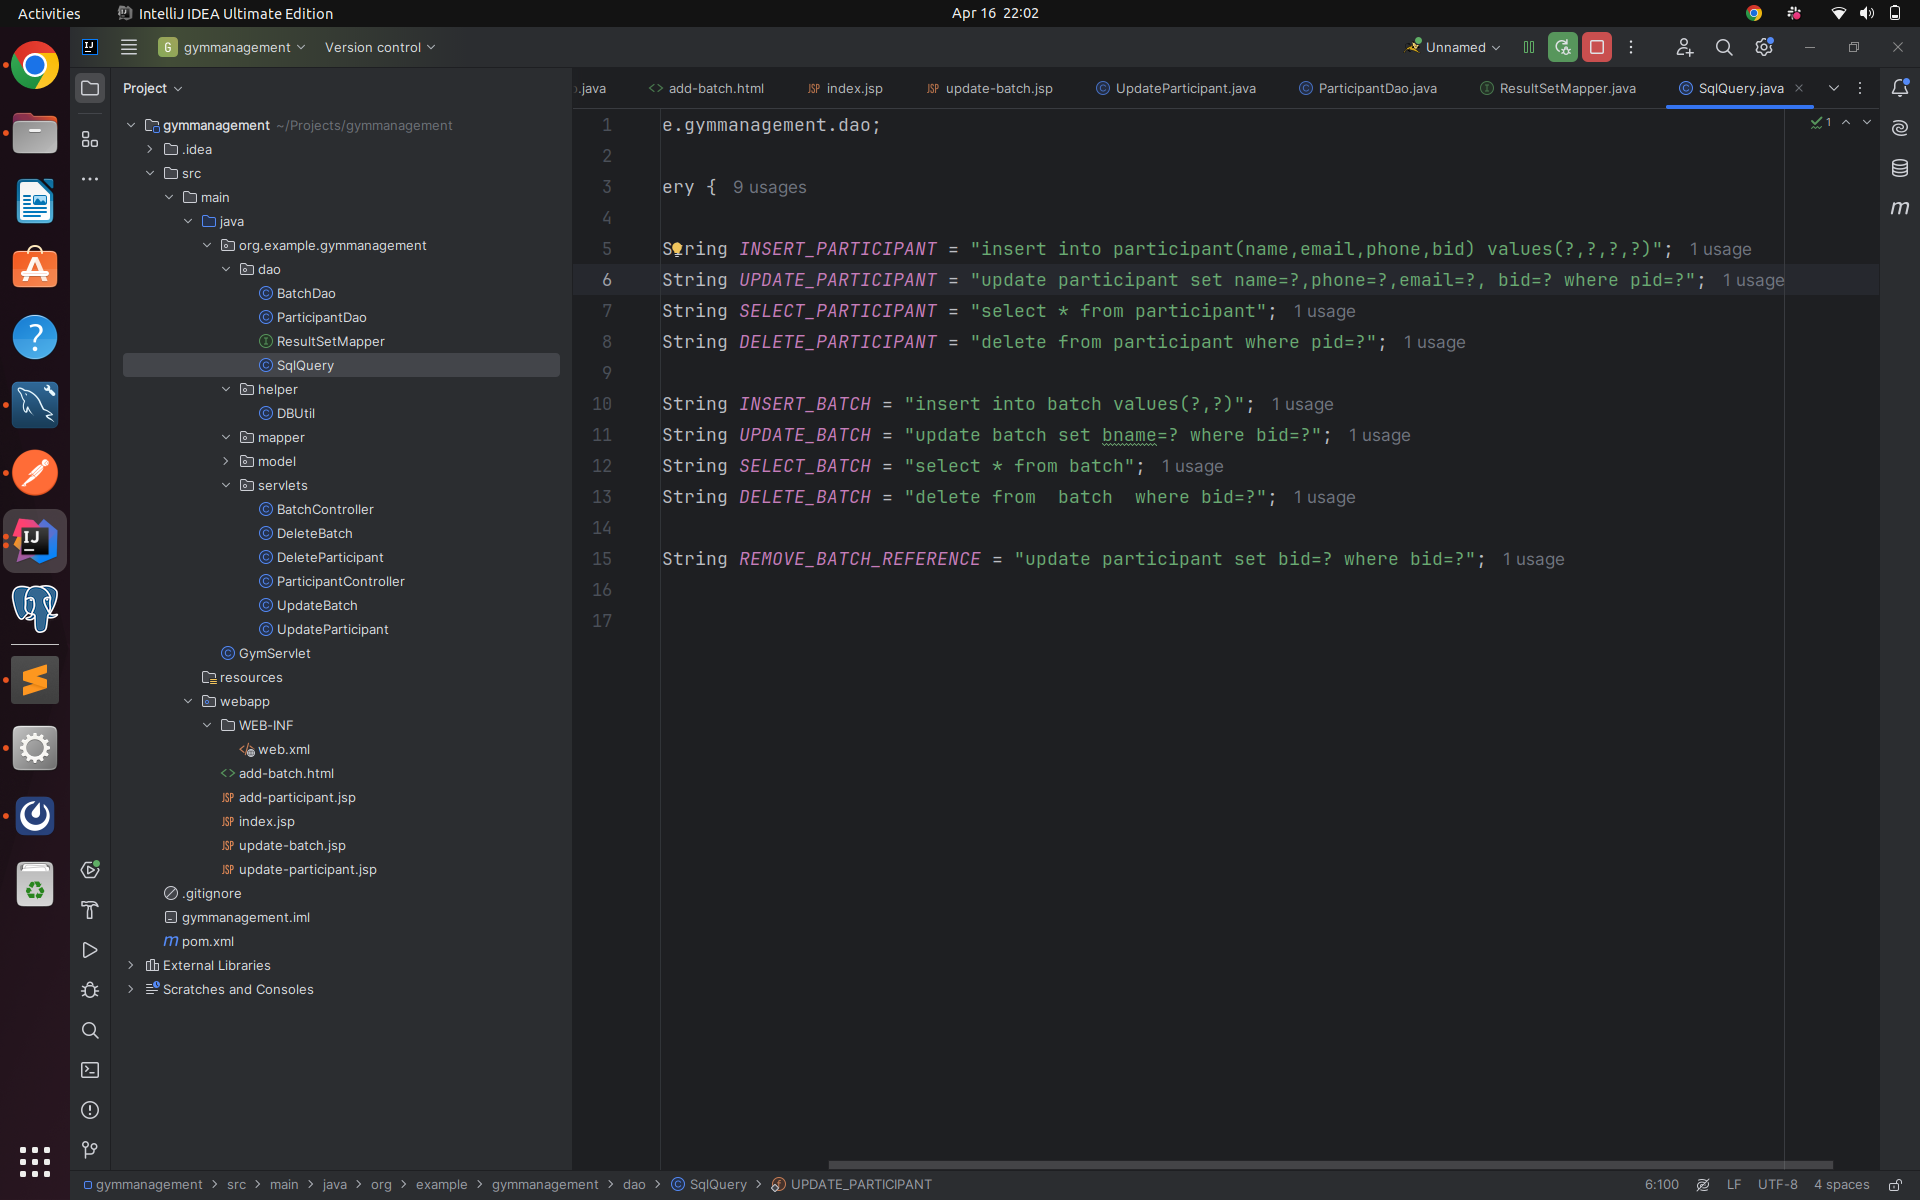 Activities
IntelliJ IDEA Ultimate Edition
Apr 16 22:02
G gymmanagement
Version control
Unnamed
Project
.java
add-batch.html
JSP index.jsp
JSP update-batch.jsp
UpdateParticipant.java
ParticipantDao.java
ResultSetMapper.java
SqlQuery.java
gymmanagement ~/Projects/gymmanagement
.idea
src
main
java
org.example.gymmanagement
dao
BatchDao
ParticipantDao
ResultSetMapper
SqlQuery
helper
DBUtil
mapper
model
servlets
BatchController
DeleteBatch
DeleteParticipant
ParticipantController
UpdateBatch
UpdateParticipant
GymServlet
resources
webapp
WEB-INF
web.xml
add-batch.html
JSP add-participant.jsp
JSP index.jsp
JSP update-batch.jsp
JSP update-participant.jsp
.gitignore
gymmanagement.iml
m pom.xml
External Libraries
Scratches and Consoles
1 e.gymmanagement.dao;
2
3 ery { 9 usages
4
5 String INSERT_PARTICIPANT = "insert into participant(name,email,phone,bid) values(?,?,?,?)"; 1 usage
6 String UPDATE_PARTICIPANT = "update participant set name=?,phone=?,email=?, bid=? where pid=?"; 1 usage
7 String SELECT_PARTICIPANT = "select * from participant"; 1 usage
8 String DELETE_PARTICIPANT = "delete from participant where pid=?"; 1 usage
9
10 String INSERT_BATCH = "insert into batch values(?,?)"; 1 usage
11 String UPDATE_BATCH = "update batch set bname=? where bid=?"; 1 usage
12 String SELECT_BATCH = "select * from batch"; 1 usage
13 String DELETE_BATCH = "delete from  batch  where bid=?"; 1 usage
14
15 String REMOVE_BATCH_REFERENCE = "update participant set bid=? where bid=?"; 1 usage
16
17
1
m
gymmanagement > src > main > java > org > example > gymmanagement > dao > SqlQuery > UPDATE_PARTICIPANT
6:100 LF UTF-8 4 spaces